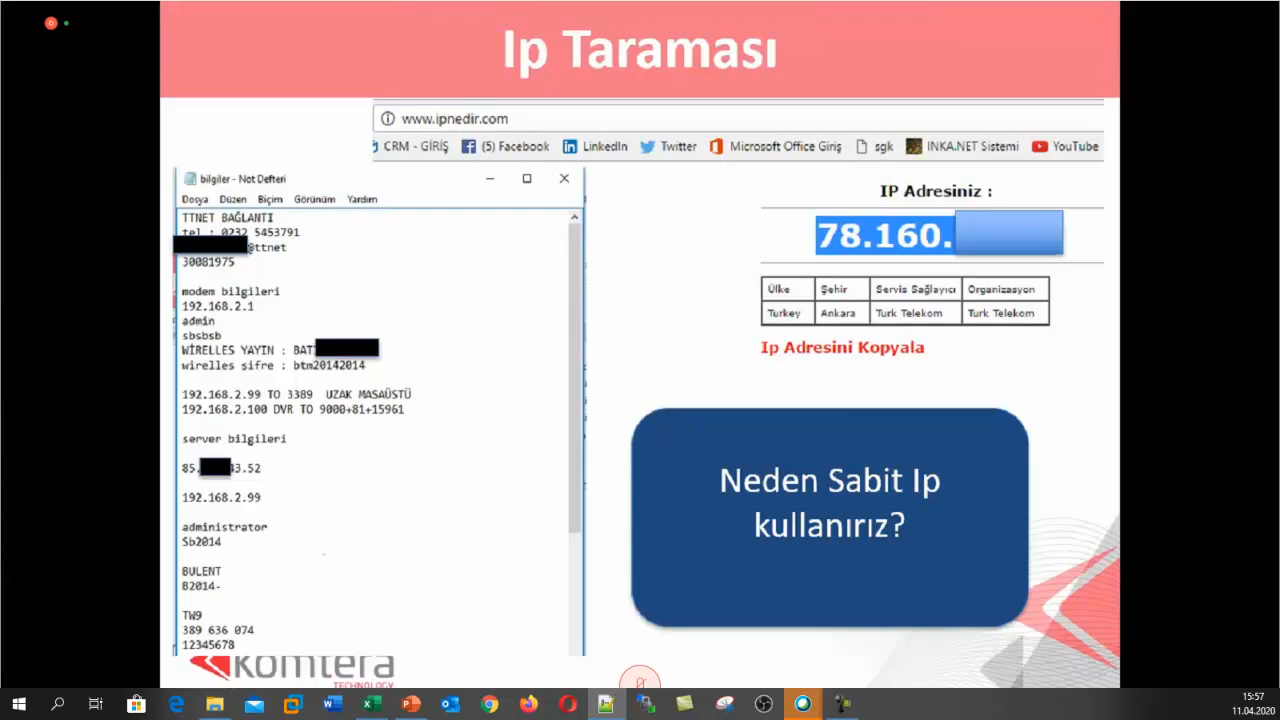 Ip Taraması
www.ipnedir.com
CRM - GİRİŞ (5) Facebook LinkedIn Twitter Microsoft Office Giriş sgk INKA.NET Sistemi YouTube
bilgiler - Not Defteri
Dosya Düzen Biçim Görünüm Yardım
TTNET BAĞLANTI
tel : 0232 5453791
@ttnet
30081975
modem bilgileri
192.168.2.1
admin
sbsbsb
WİRELLES YAYIN : BAT
wirelles şifre : btm20142014
192.168.2.99 TO 3389 UZAK MASAÜSTÜ
192.168.2.100 DVR TO 9000+81+15961
server bilgileri
85. 3.52
192.168.2.99
administrator
Sb2014
BULENT
B2014-
TW9
389 636 074
12345678
IP Adresiniz :
78.160.
Ülke Şehir Servis Sağlayıcı Organizasyon
Turkey Ankara Turk Telekom Turk Telekom
Ip Adresini Kopyala
Neden Sabit Ip
kullanırız?
komtera
TECHNOLOGY
15:57
11.04.2020